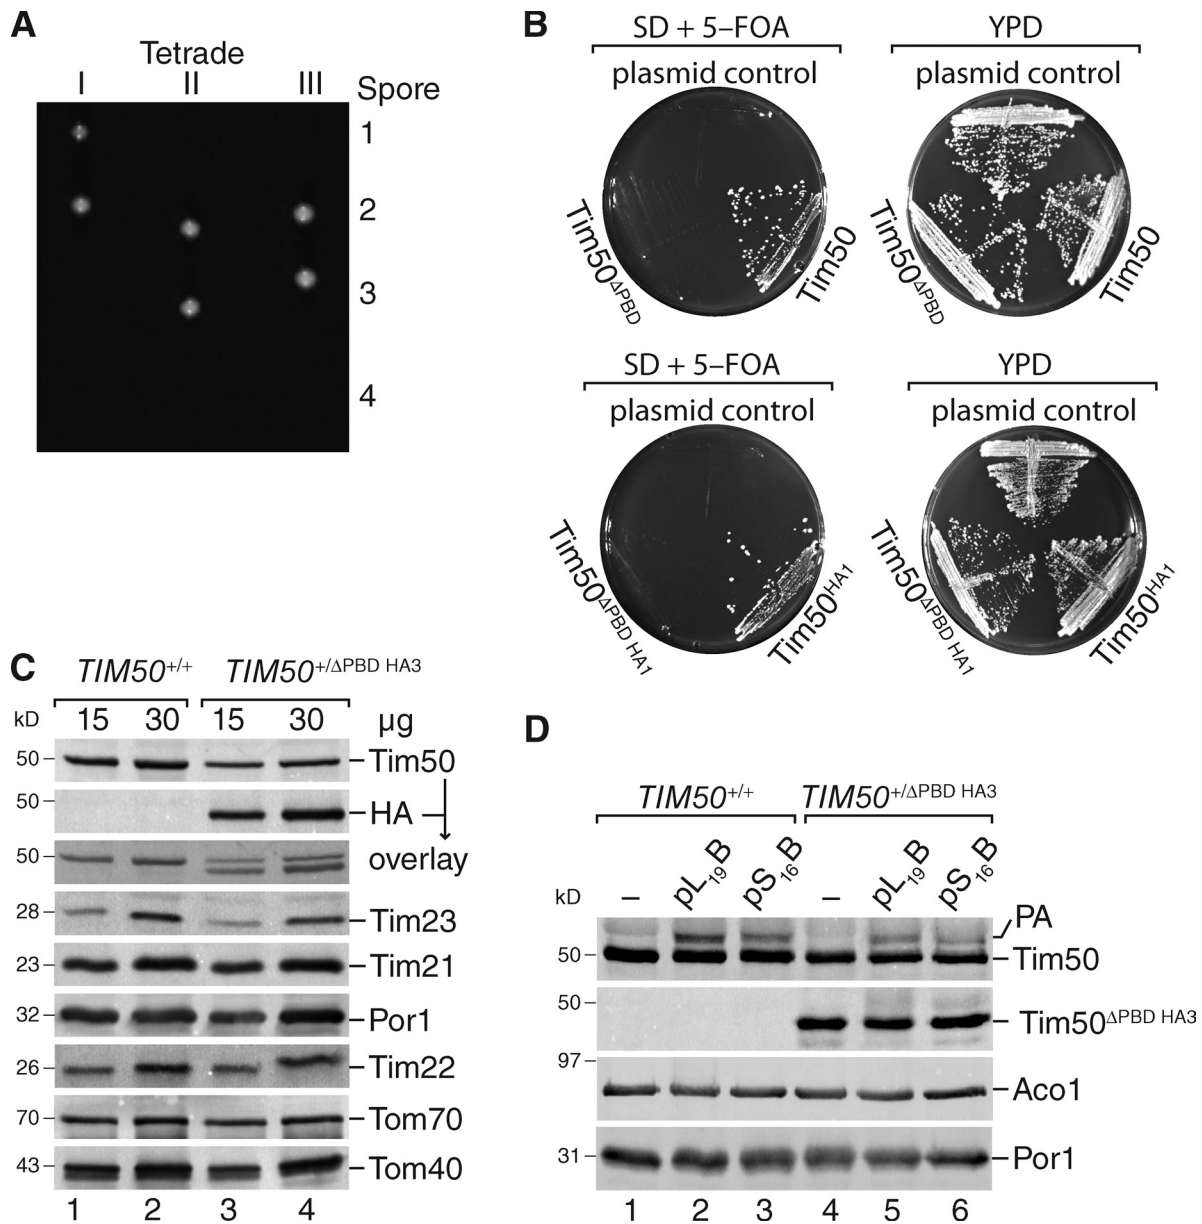 A
Tetrade
I II III Spore
1
2
3
4
B
SD + 5–FOA YPD
plasmid control plasmid control
Tim50ΔPBD Tim50 Tim50ΔPBD Tim50
SD + 5–FOA YPD
plasmid control plasmid control
Tim50ΔPBD HA1 Tim50HA1 Tim50ΔPBD HA1 Tim50HA1
C
TIM50+/+ TIM50+/ΔPBD HA3
kD 15 30 15 30 µg
50 Tim50
50 HA
50 overlay
28 Tim23
23 Tim21
32 Por1
26 Tim22
70 Tom70
43 Tom40
1 2 3 4
D
TIM50+/+ TIM50+/ΔPBD HA3
kD – pL19B pS16B – pL19B pS16B
PA
50 Tim50
50 Tim50ΔPBD HA3
97 Aco1
31 Por1
1 2 3 4 5 6